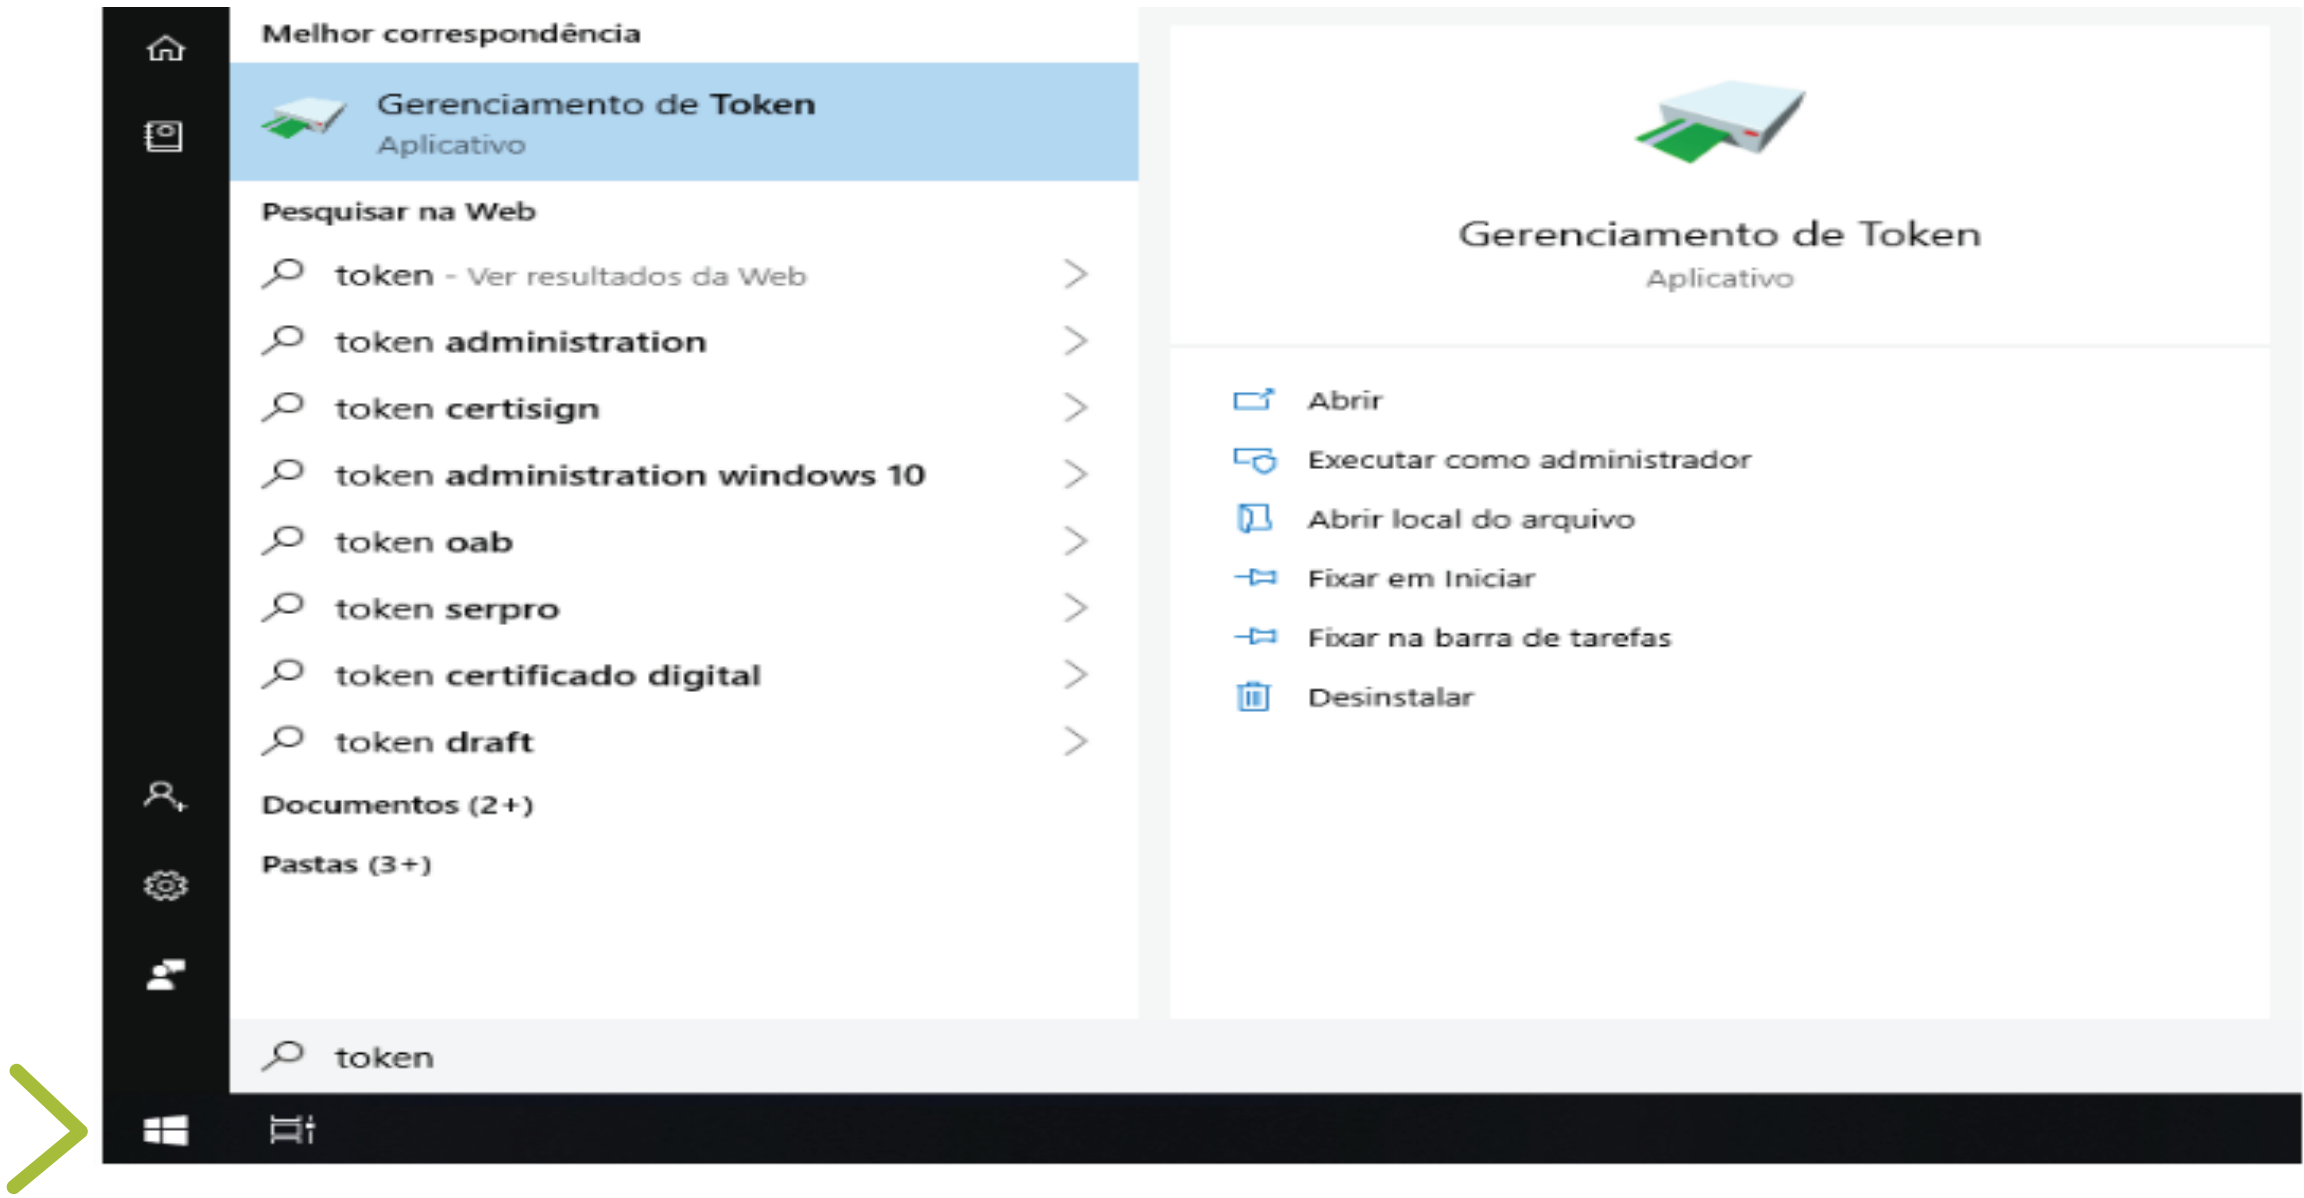 Melhor correspondência
Gerenciamento de Token
Aplicativo
Pesquisar na Web
token - Ver resultados da Web
token administration
token certisign
token administration windows 10
token oab
token serpro
token certificado digital
token draft
Documentos (2+)
Pastas (3+)
token
Gerenciamento de Token
Aplicativo
Abrir
Executar como administrador
Abrir local do arquivo
Fixar em Iniciar
Fixar na barra de tarefas
Desinstalar